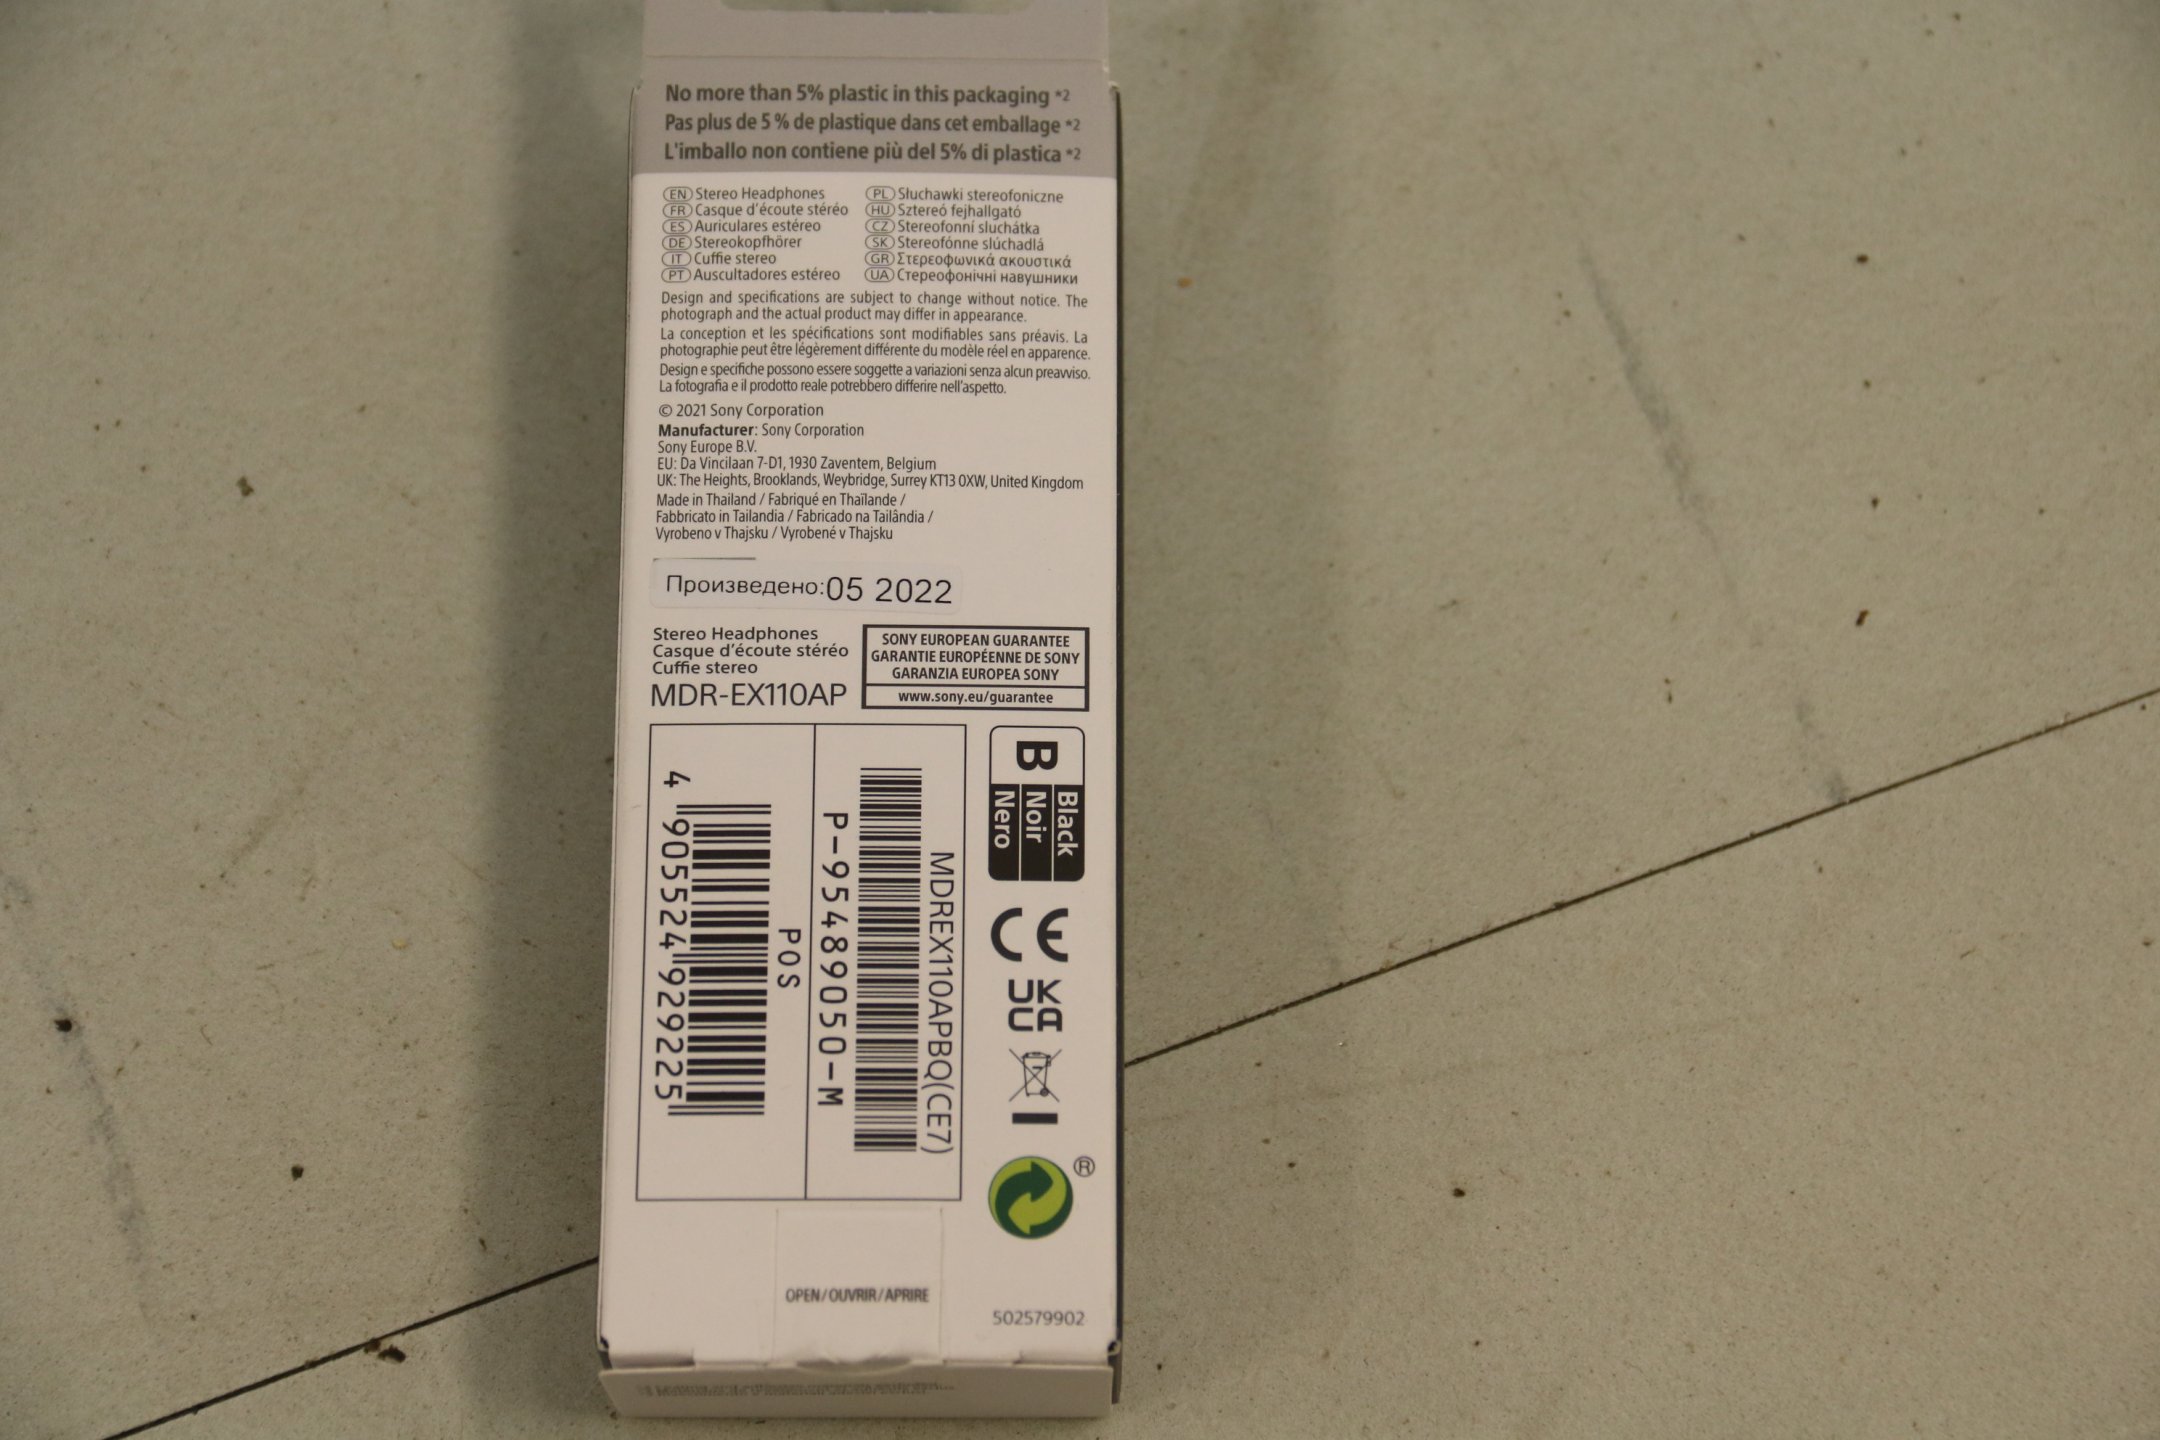 No more than 5% plastic in this packaging *2
Pas plus de 5 % de plastique dans cet emballage *2
L'imballo non contiene più del 5% di plastica *2
EN Stereo Headphones
FR Casque d'écoute stéréo
ES Auriculares estéreo
DE Stereokopfhörer
IT Cuffie stereo
PT Auscultadores estéreo
PL Słuchawki stereofoniczne
HU Sztereó fejhallgató
CZ Stereofonní sluchátka
SK Stereofónne slúchadlá
GR Στερεοφωνικά ακουστικά
UA Стереофонічні навушники
Design and specifications are subject to change without notice. The
photograph and the actual product may differ in appearance.
La conception et les spécifications sont modifiables sans préavis. La
photographie peut être légèrement différente du modèle réel en apparence.
Design e specifiche possono essere soggette a variazioni senza alcun preavviso.
La fotografia e il prodotto reale potrebbero differire nell'aspetto.
© 2021 Sony Corporation
Manufacturer: Sony Corporation
Sony Europe B.V.
EU: Da Vincilaan 7-D1, 1930 Zaventem, Belgium
UK: The Heights, Brooklands, Weybridge, Surrey KT13 0XW, United Kingdom
Made in Thailand / Fabriqué en Thaïlande /
Fabbricato in Tailandia / Fabricado na Tailândia /
Vyrobeno v Thajsku / Vyrobené v Thajsku
Произведено:05 2022
Stereo Headphones
Casque d'écoute stéréo
Cuffie stereo
MDR-EX110AP
SONY EUROPEAN GUARANTEE
GARANTIE EUROPÉENNE DE SONY
GARANZIA EUROPEA SONY
www.sony.eu/guarantee
B
Black
Noir
Nero
MDREX110APBQ(CE7)
P-95489050-M
POS
4 905524 929225
CE
UKCA
®
OPEN/OUVRIR/APRIRE
502579902